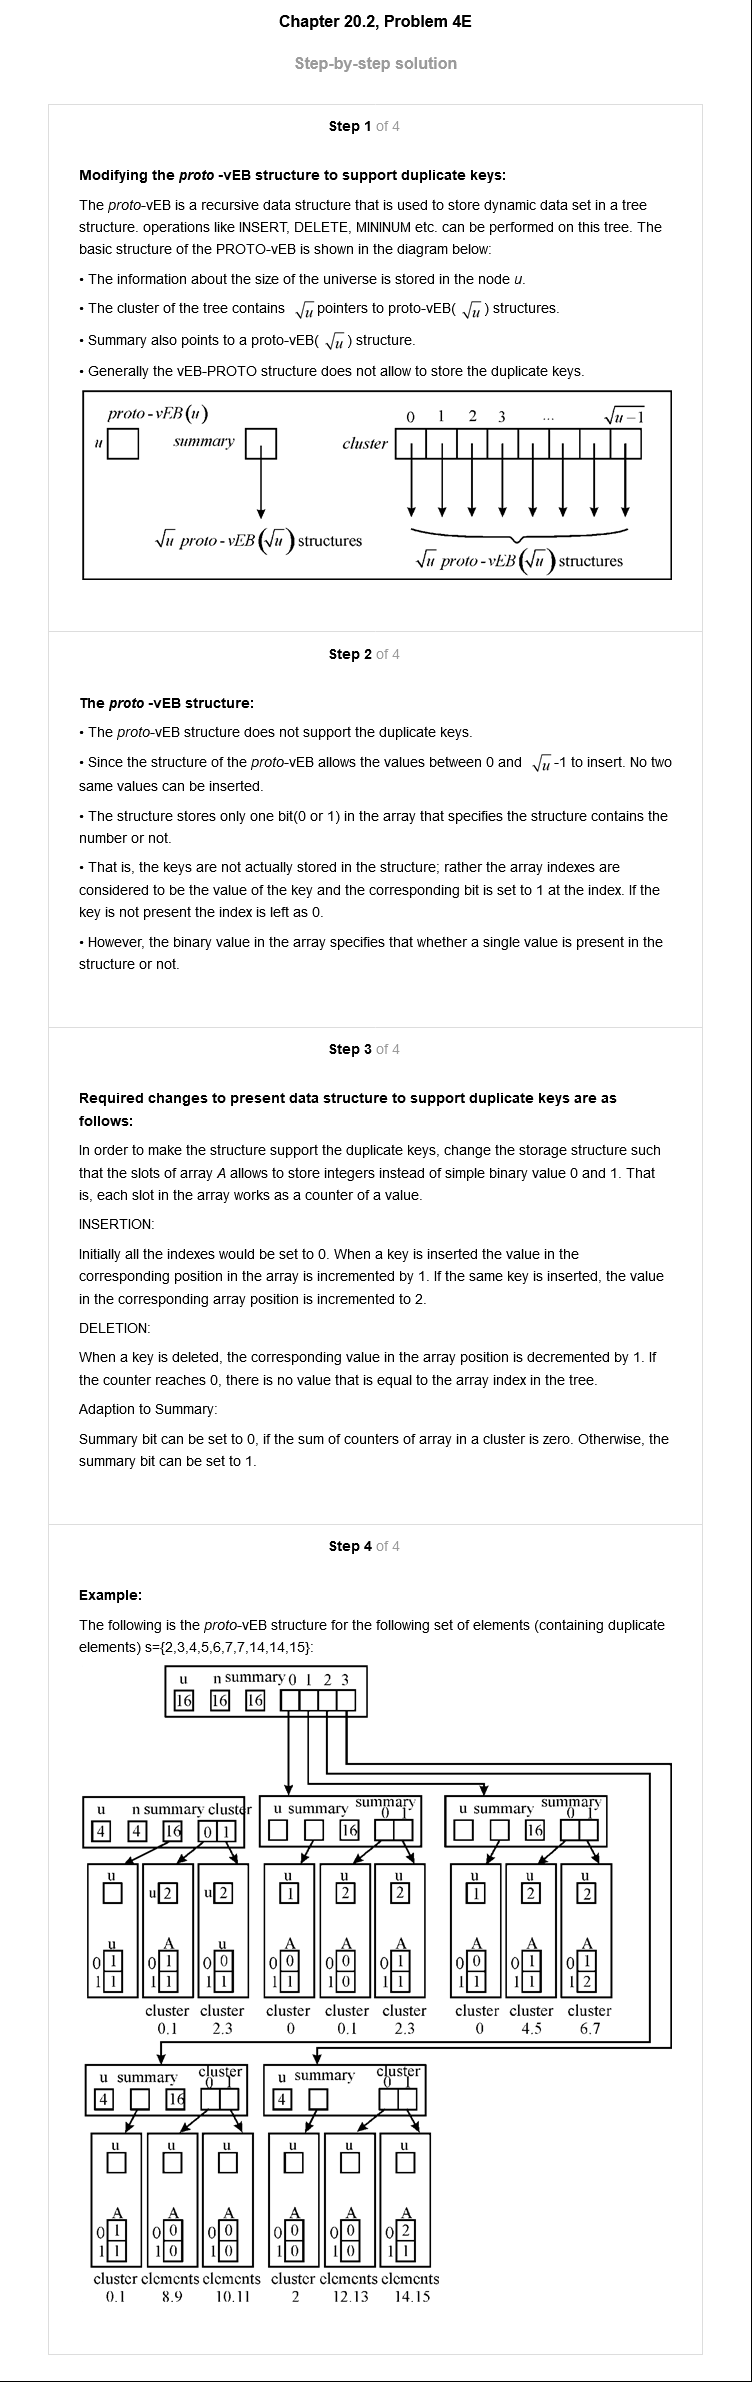 Chapter 20.2, Problem 4E
Step-by-step solution
Step 1 of 4
Modifying the proto -vEB structure to support duplicate keys:
The proto-vEB is a recursive data structure that is used to store dynamic data set in a tree
structure. operations like INSERT, DELETE, MININUM etc. can be performed on this tree. The
basic structure of the PROTO-vEB is shown in the diagram below:
• The information about the size of the universe is stored in the node u.
• The cluster of the tree contains √u pointers to proto-vEB( √u ) structures.
• Summary also points to a proto-vEB( √u ) structure.
• Generally the vEB-PROTO structure does not allow to store the duplicate keys.
proto - vEB(u)
0 1 2 3 ... √u−1
u summary cluster
√u proto - vEB(√u) structures
√u proto - vEB(√u) structures
Step 2 of 4
The proto -vEB structure:
• The proto-vEB structure does not support the duplicate keys.
• Since the structure of the proto-vEB allows the values between 0 and √u -1 to insert. No two
same values can be inserted.
• The structure stores only one bit(0 or 1) in the array that specifies the structure contains the
number or not.
• That is, the keys are not actually stored in the structure; rather the array indexes are
considered to be the value of the key and the corresponding bit is set to 1 at the index. If the
key is not present the index is left as 0.
• However, the binary value in the array specifies that whether a single value is present in the
structure or not.
Step 3 of 4
Required changes to present data structure to support duplicate keys are as
follows:
In order to make the structure support the duplicate keys, change the storage structure such
that the slots of array A allows to store integers instead of simple binary value 0 and 1. That
is, each slot in the array works as a counter of a value.
INSERTION:
Initially all the indexes would be set to 0. When a key is inserted the value in the
corresponding position in the array is incremented by 1. If the same key is inserted, the value
in the corresponding array position is incremented to 2.
DELETION:
When a key is deleted, the corresponding value in the array position is decremented by 1. If
the counter reaches 0, there is no value that is equal to the array index in the tree.
Adaption to Summary:
Summary bit can be set to 0, if the sum of counters of array in a cluster is zero. Otherwise, the
summary bit can be set to 1.
Step 4 of 4
Example:
The following is the proto-vEB structure for the following set of elements (containing duplicate
elements) s={2,3,4,5,6,7,7,14,14,15}:
u n summary 0 1 2 3
16 16 16
u n summary cluster
4 4 16 0 1
u summary summary
0 1
16
u summary summary
0 1
16
u u u u u u
u 2 u 2 1 2 2 1 2 2
u A u A A A A A A
0 1 0 1 0 0 0 0 0 0 0 1 0 0 0 1 0 1
1 1 1 1 1 1 1 1 1 0 1 1 1 1 1 1 1 2
cluster cluster cluster cluster cluster cluster cluster cluster
0.1 2.3 0 0.1 2.3 0 4.5 6.7
u summary cluster
0 1
4 16
u summary cluster
0 1
4
u u u u u u
A A A A A A
0 1 0 0 0 0 0 0 0 0 0 2
1 1 1 0 1 0 1 0 1 0 1 1
cluster elements elements cluster elements elements
0.1 8.9 10.11 2 12.13 14.15